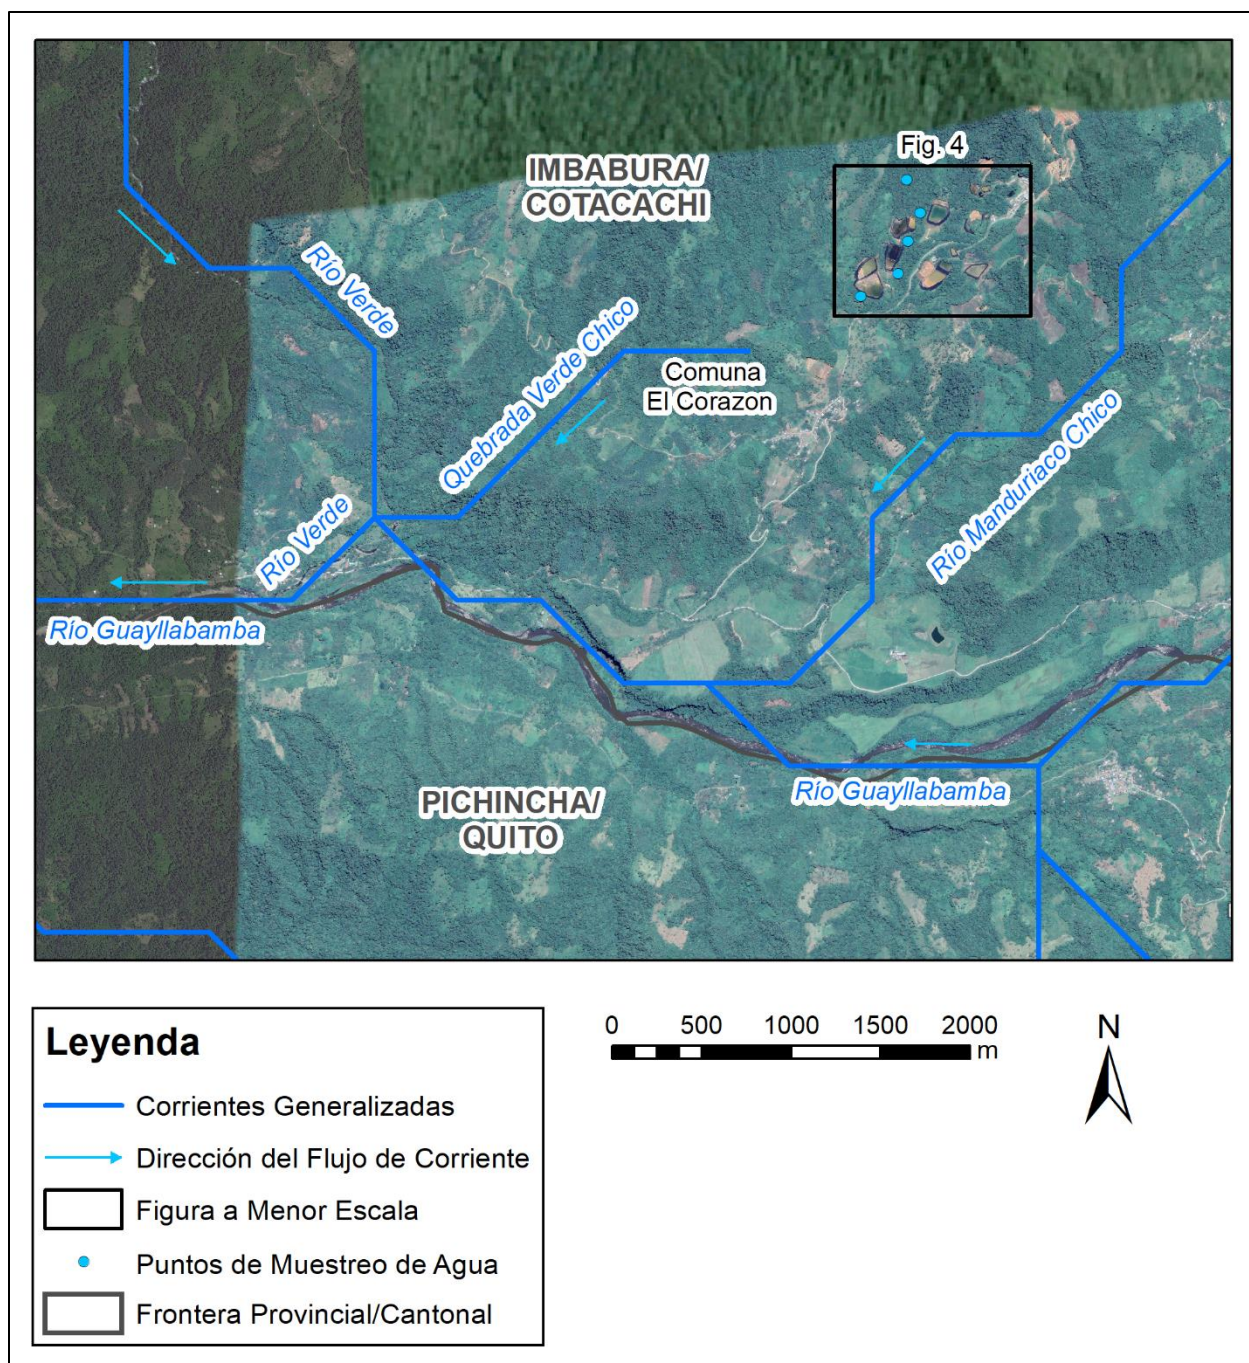 Fig. 4
IMBABURA/
COTACACHI
Río Verde
Quebrada Verde Chico
Comuna
El Corazon
Río Manduriaco Chico
Río Verde
Río Guayllabamba
Río Guayllabamba
PICHINCHA/
QUITO
Leyenda
Corrientes Generalizadas
Dirección del Flujo de Corriente
Figura a Menor Escala
Puntos de Muestreo de Agua
Frontera Provincial/Cantonal
0 500 1000 1500 2000
m
N